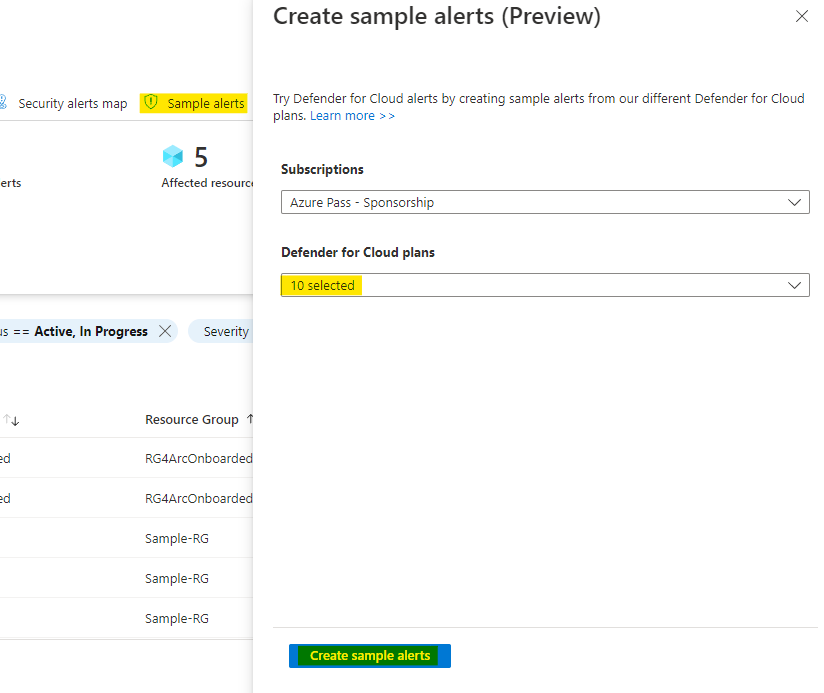 Create sample alerts (Preview)
Security alerts map
Sample alerts
Try Defender for Cloud alerts by creating sample alerts from our different Defender for Cloud
plans. Learn more >>
5
erts
Affected resourc
Subscriptions
Azure Pass - Sponsorship
Defender for Cloud plans
10 selected
us == Active, In Progress
Severity
Resource Group
ed
RG4ArcOnboarded
ed
RG4ArcOnboarded
Sample-RG
Sample-RG
Sample-RG
Create sample alerts